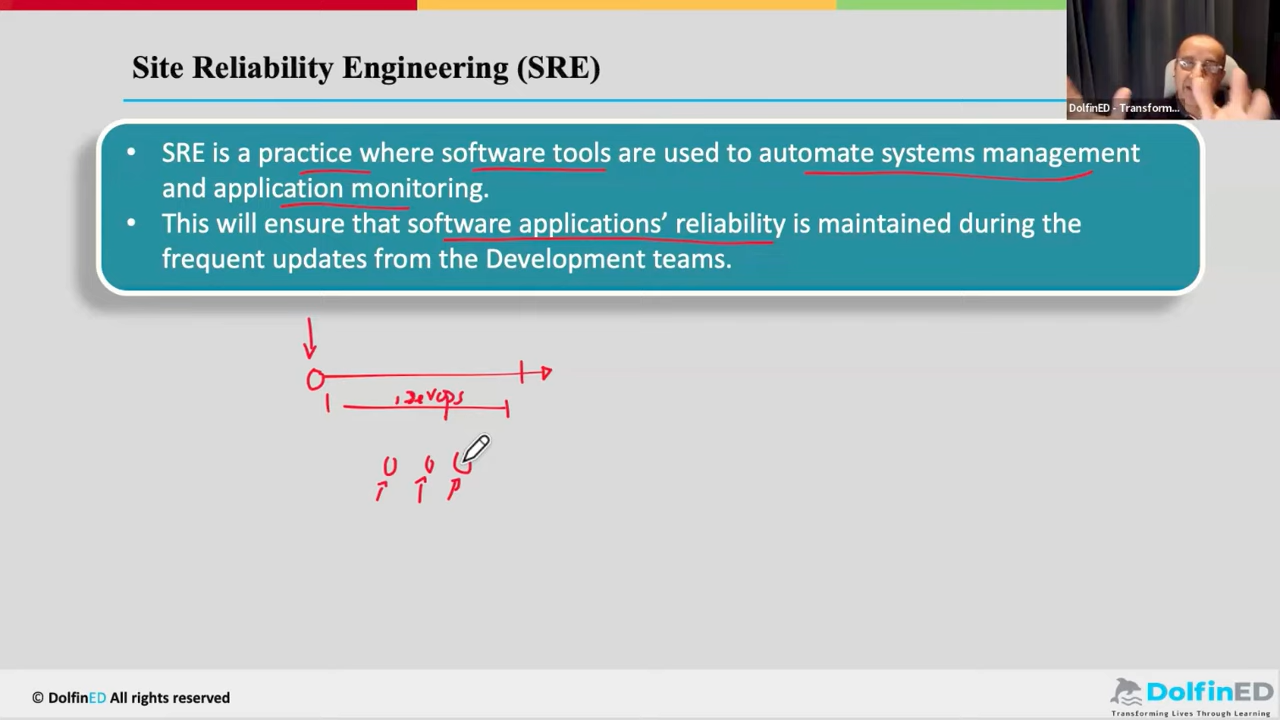 Site Reliability Engineering (SRE)
DolfinED - Transform...
• SRE is a practice where software tools are used to automate systems management
and application monitoring.
• This will ensure that software applications’ reliability is maintained during the
frequent updates from the Development teams.
Devops
© DolfinED All rights reserved
DolfinED
Transforming Lives Through Learning